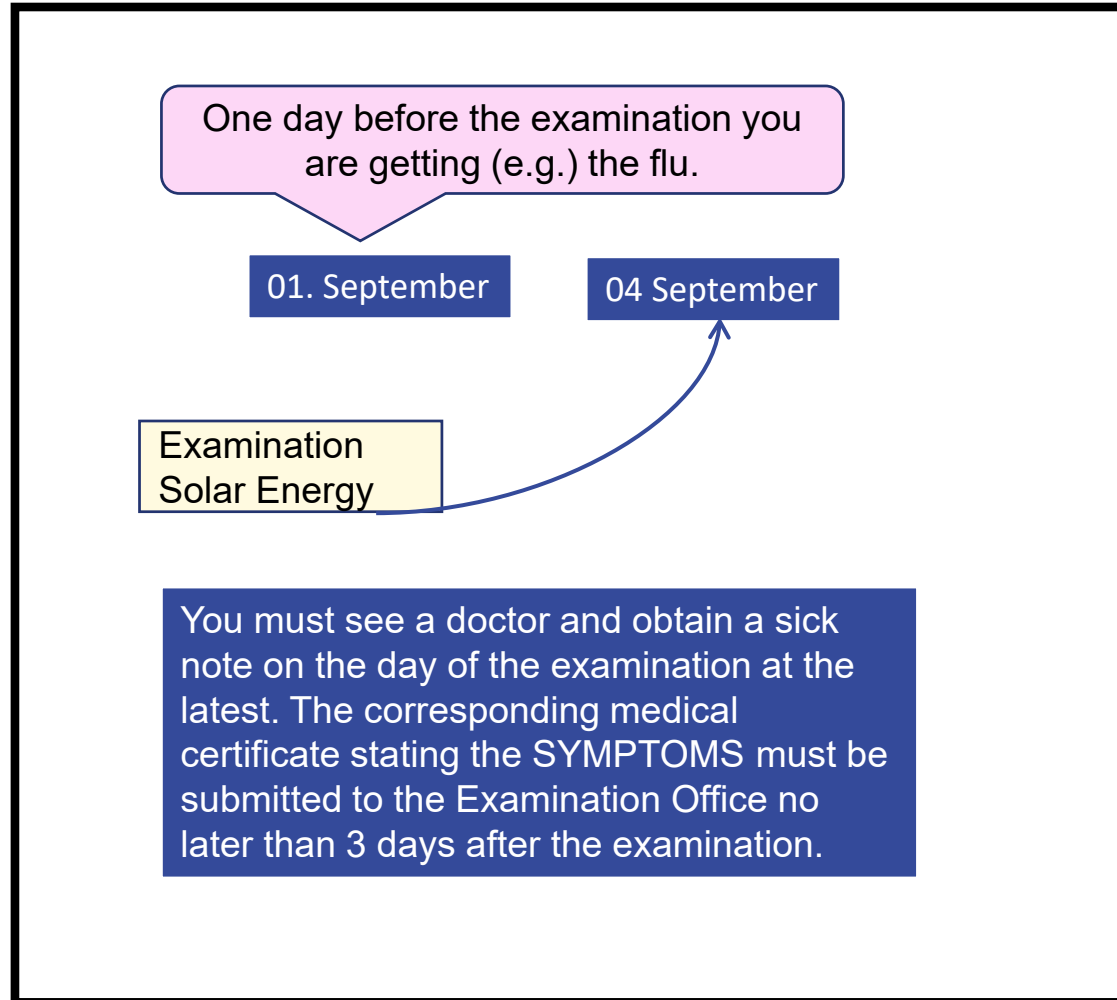 One day before the examination you
are getting (e.g.) the flu.
01. September
04 September
Examination
Solar Energy
You must see a doctor and obtain a sick
note on the day of the examination at the
latest. The corresponding medical
certificate stating the SYMPTOMS must be
submitted to the Examination Office no
later than 3 days after the examination.